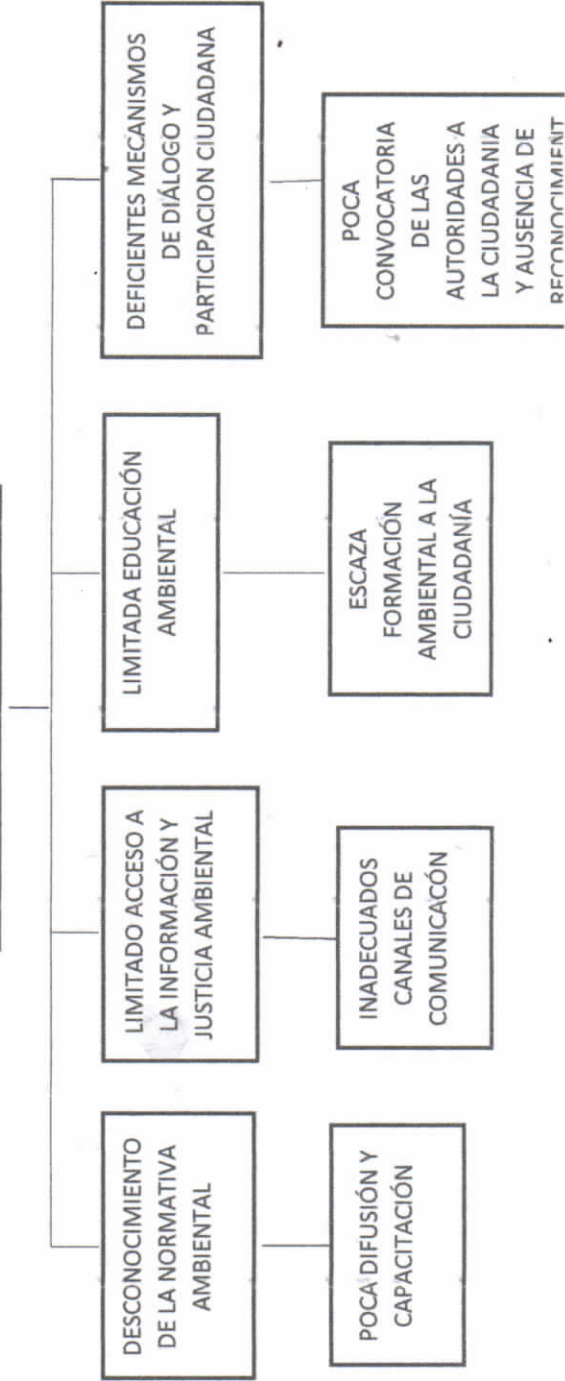 DESCONOCIMIENTO
DE LA NORMATIVA
AMBIENTAL
LIMITADO ACCESO A
LA INFORMACIÓN Y
JUSTICIA AMBIENTAL
LIMITADA EDUCACIÓN
AMBIENTAL
DEFICIENTES MECANISMOS
DE DIÁLOGO Y
PARTICIPACION CIUDADANA
POCA DIFUSIÓN Y
CAPACITACIÓN
INADECUADOS
CANALES DE
COMUNICACÓN
ESCAZA
FORMACIÓN
AMBIENTAL A LA
CIUDADANÍA
POCA
CONVOCATORIA
DE LAS
AUTORIDADES A
LA CIUDADANIA
Y AUSENCIA DE
RECONOCIMIENT